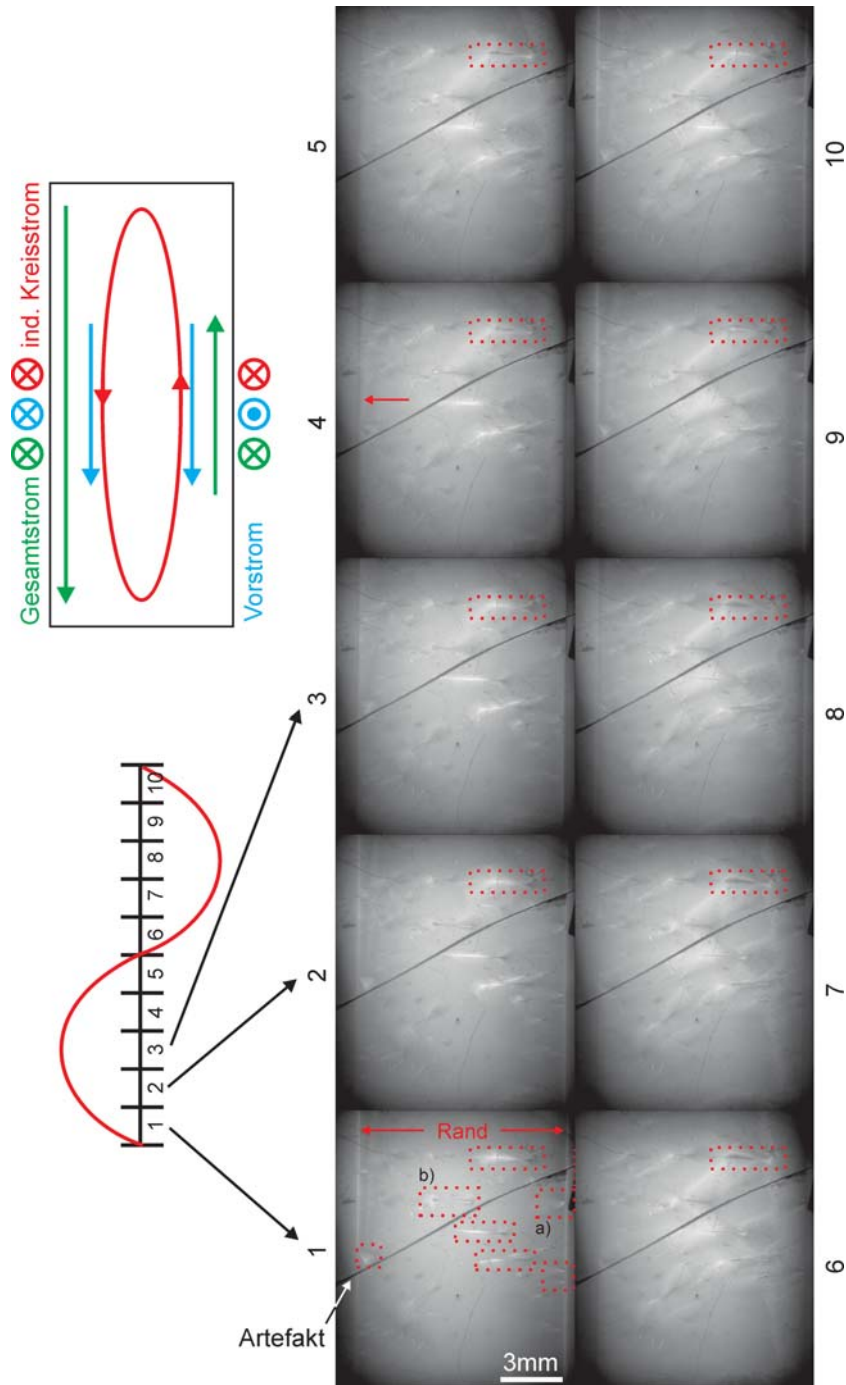 1 2 3 4 5 6 7 8 9 10
Gesamtstrom
ind. Kreisstrom
Vorstrom
1
2
3
4
5
Artefakt
Rand
b)
a)
3mm
6
7
8
9
10